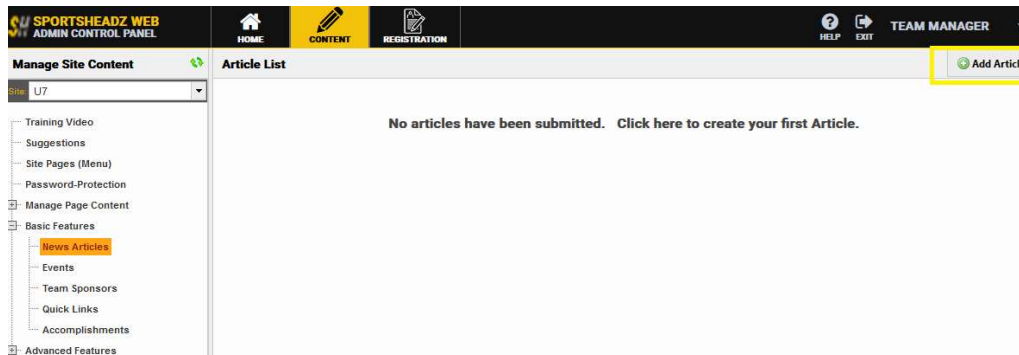 SPORTSHEADZ WEB
ADMIN CONTROL PANEL
HOME
CONTENT
REGISTRATION
HELP
EXIT
TEAM MANAGER
Manage Site Content
Article List
Add Articl
Site: U7
Training Video
No articles have been submitted. Click here to create your first Article.
Suggestions
Site Pages (Menu)
Password-Protection
Manage Page Content
Basic Features
News Articles
Events
Team Sponsors
Quick Links
Accomplishments
Advanced Features